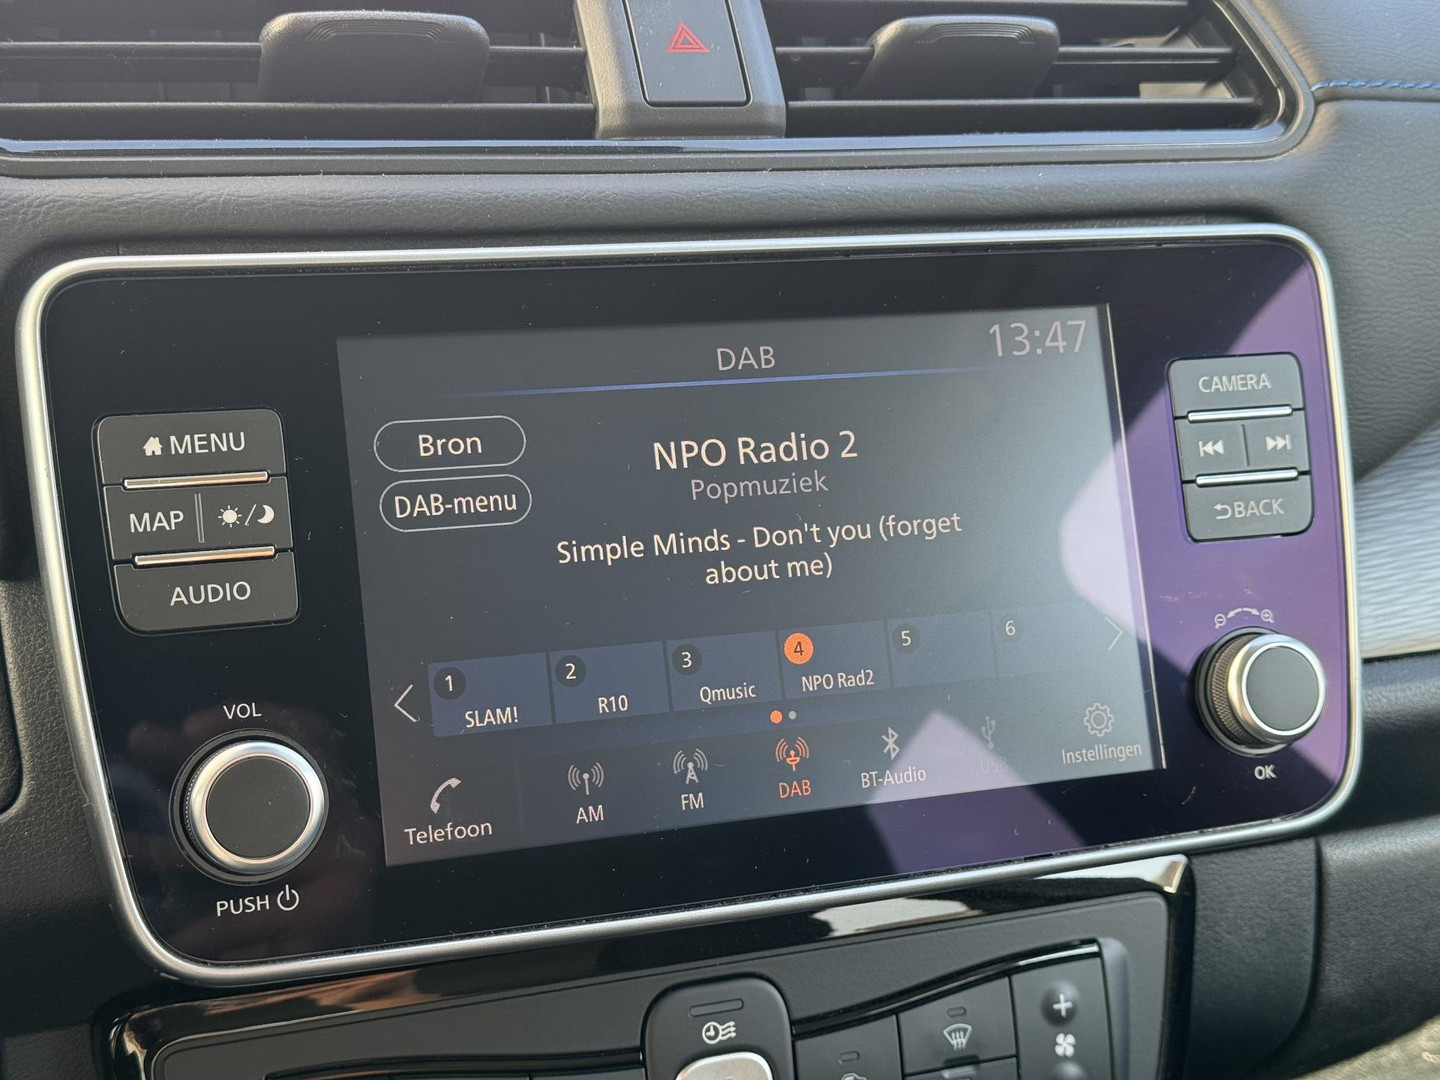 DAB
13:47
Bron
DAB-menu
NPO Radio 2
Popmuziek
Simple Minds - Don't you (forget
about me)
1
SLAM!
2
R10
3
Qmusic
4
NPO Rad2
5
6
Telefoon
AM
FM
DAB
BT-Audio
USB
Instellingen
MENU
MAP
AUDIO
VOL
PUSH
CAMERA
BACK
OK